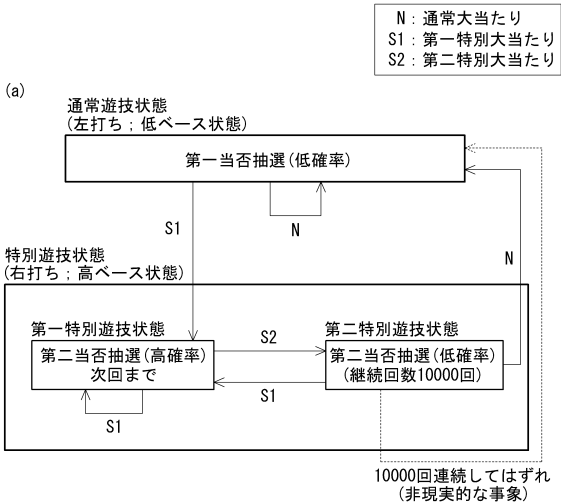 N：通常大当たり
S1：第一特別大当たり
S2：第二特別大当たり
(a)
通常遊技状態
(左打ち；低ベース状態)
第一当否抽選(低確率)
S1
N
N
特別遊技状態
(右打ち；高ベース状態)
第一特別遊技状態
第二当否抽選(高確率)
次回まで
S1
S2
S1
第二特別遊技状態
第二当否抽選(低確率)
(継続回数10000回)
10000回連続してはずれ
(非現実的な事象)